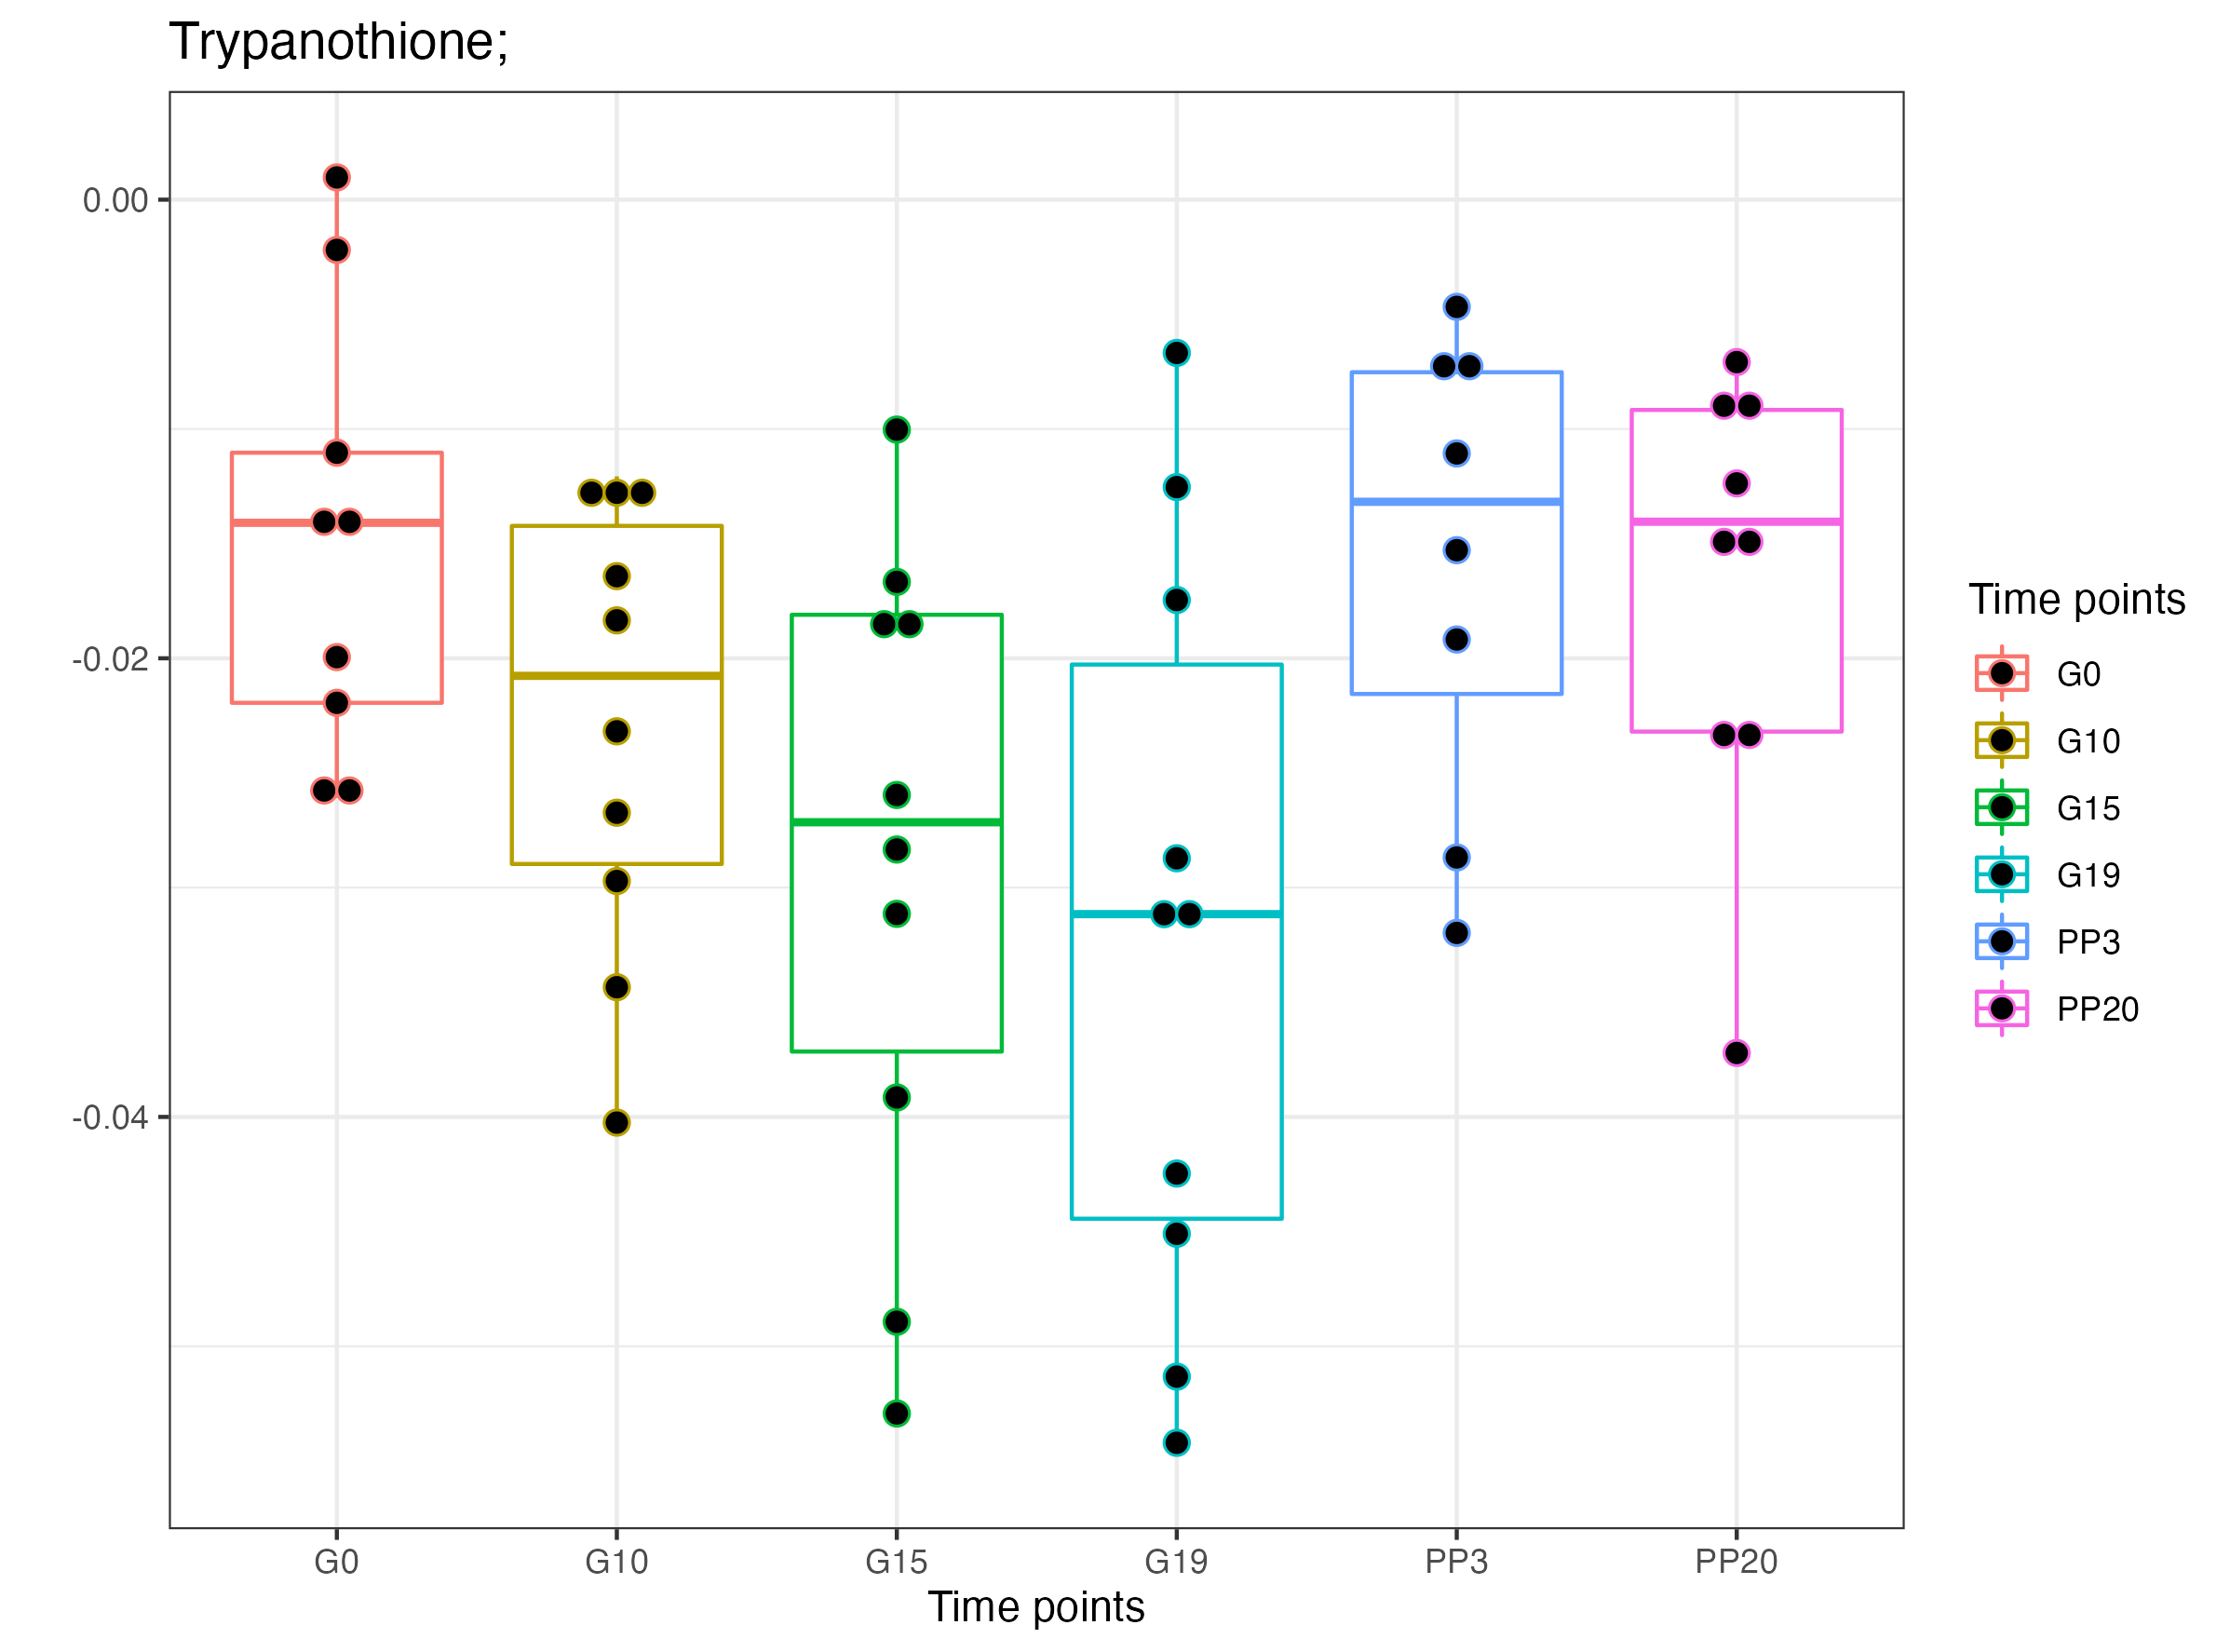 Trypanothione;
0.00
-0.02
-0.04
G0 G10 G15 G19 PP3 PP20
Time points
Time points
G0
G10
G15
G19
PP3
PP20